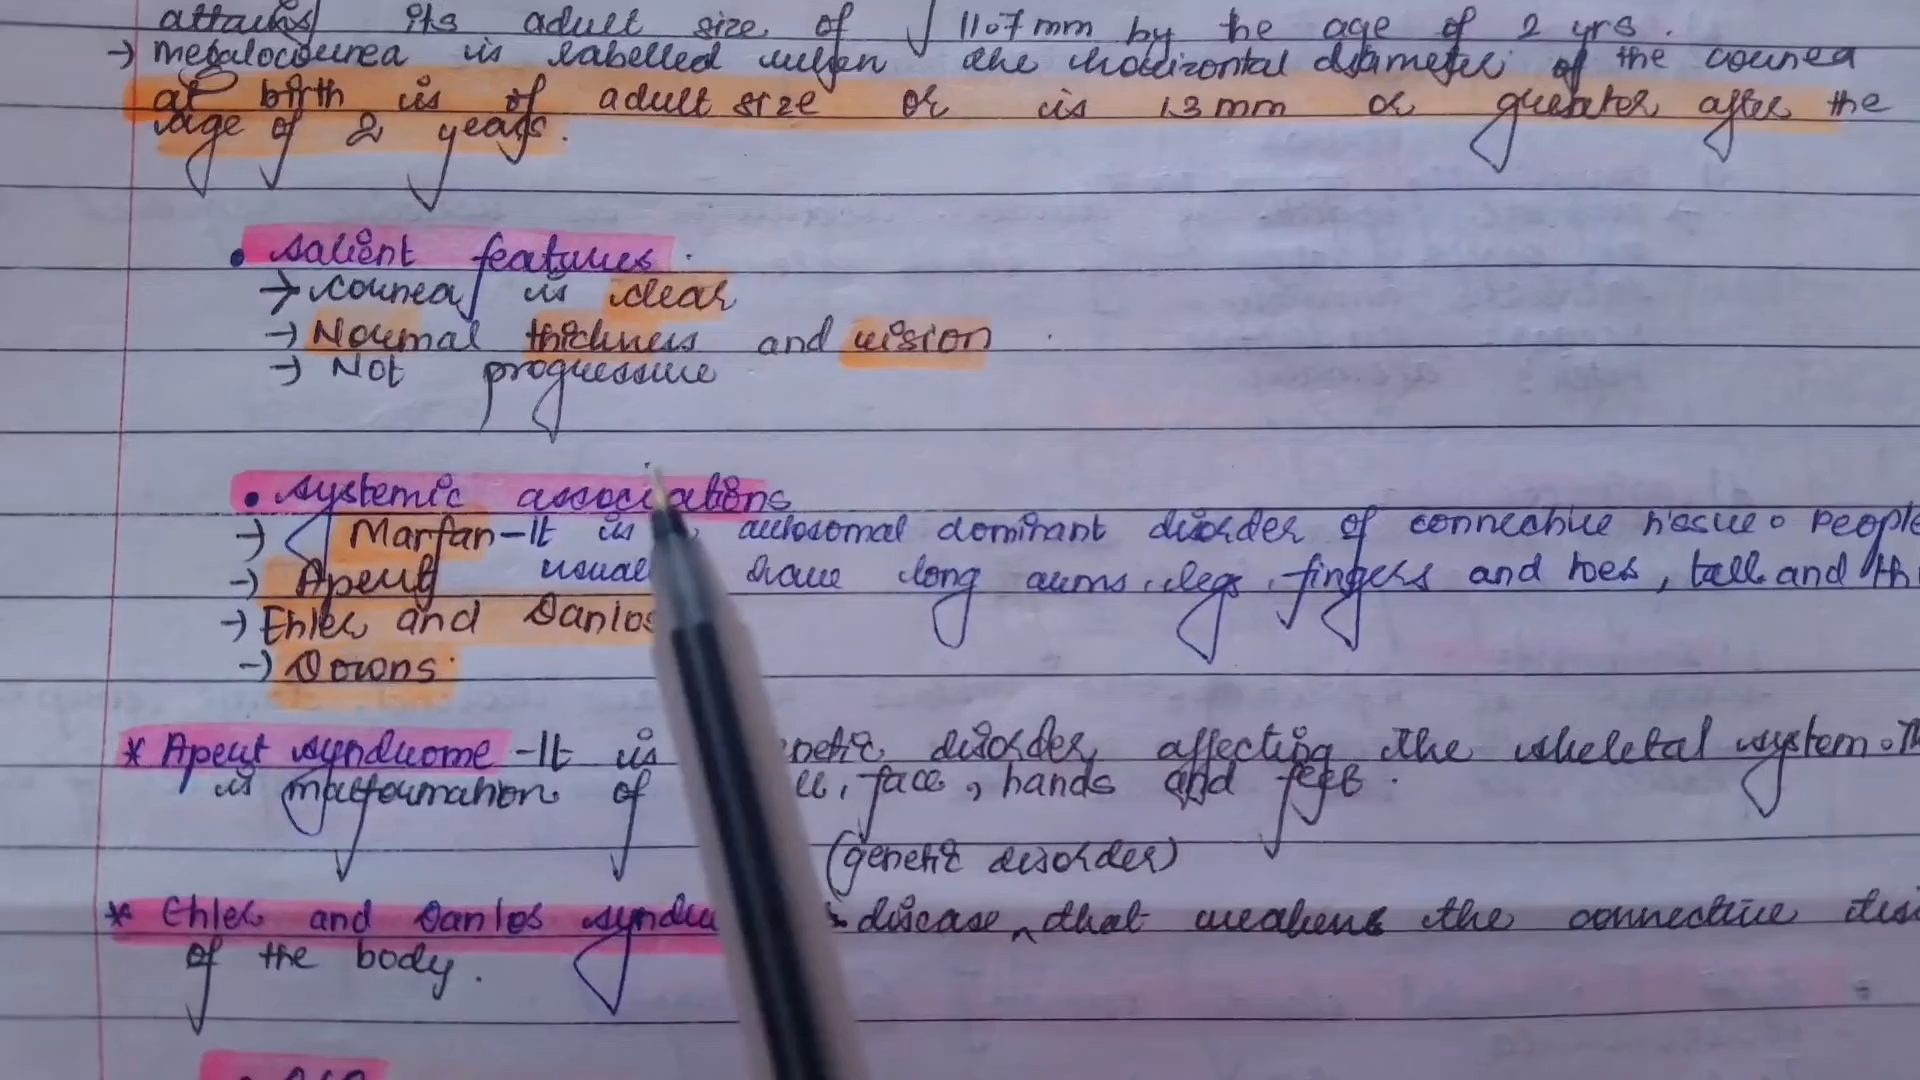 attains its adult size of 11.7 mm by the age of 2 yrs.
→ megalocornea is labelled when the horizontal diameter of the cornea
at birth is of adult size or is 13 mm or greater after the
age of 2 years.
• salient features
→ cornea is clear
→ Normal thickness and vision
→ Not progressive
• systemic associations
→ Marfan - It is autosomal dominant disorder of connective tissue. People
→ Apert usual have long arms, legs, fingers and toes, tall and th
→ Ehler and Danlos
→ Downs
* Apert syndrome - It is netic disorder affecting the skeletal system. Th
is malformation of ll, face, hands and feet.
(genetic disorder)
* Ehler and Danlos syndr disease ^ that weakens the connective tiss
of the body.